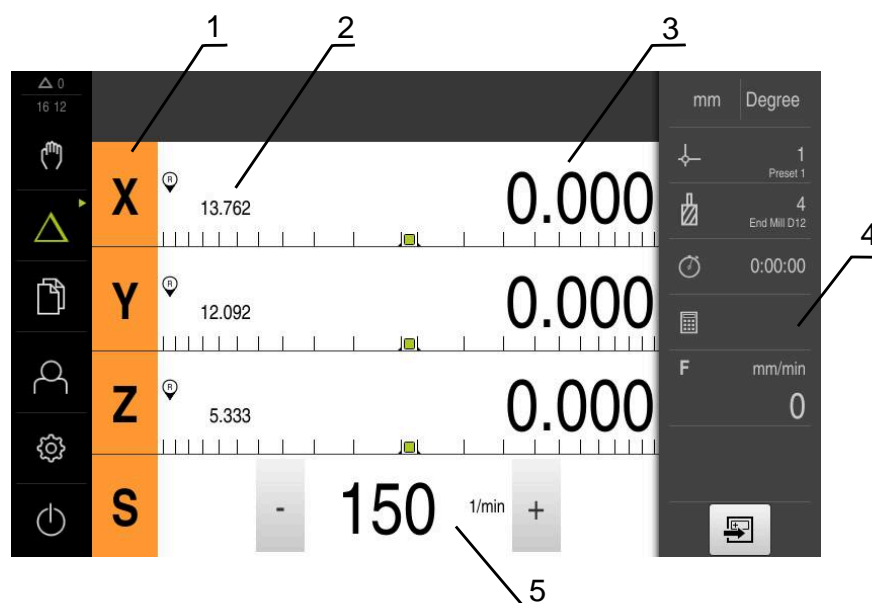 1 2 3
0
16 12
mm Degree
X R 13.762 0.000
1
Preset 1
4
End Mill D12
4
Y R 12.092 0.000
0:00:00
Z R 5.333 0.000
F mm/min
0
S - 150 1/min +
5